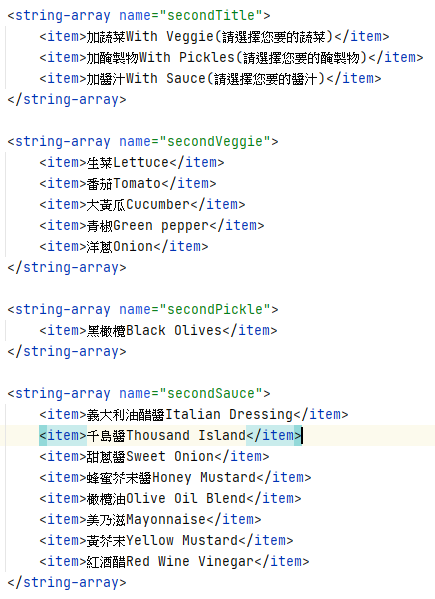 <string-array name="secondTitle">
<item>加蔬菜With Veggie(請選擇您要的蔬菜)</item>
<item>加醃製物With Pickles(請選擇您要的醃製物)</item>
<item>加醬汁With Sauce(請選擇您要的醬汁)</item>
</string-array>
<string-array name="secondVeggie">
<item>生菜Lettuce</item>
<item>番茄Tomato</item>
<item>大黃瓜Cucumber</item>
<item>青椒Green pepper</item>
<item>洋蔥Onion</item>
</string-array>
<string-array name="secondPickle">
<item>黑橄欖Black Olives</item>
</string-array>
<string-array name="secondSauce">
<item>義大利油醋醬Italian Dressing</item>
<item>千島醬Thousand Island</item>
<item>甜蔥醬Sweet Onion</item>
<item>蜂蜜芥末醬Honey Mustard</item>
<item>橄欖油Olive Oil Blend</item>
<item>美乃滋Mayonnaise</item>
<item>黃芥末Yellow Mustard</item>
<item>紅酒醋Red Wine Vinegar</item>
</string-array>